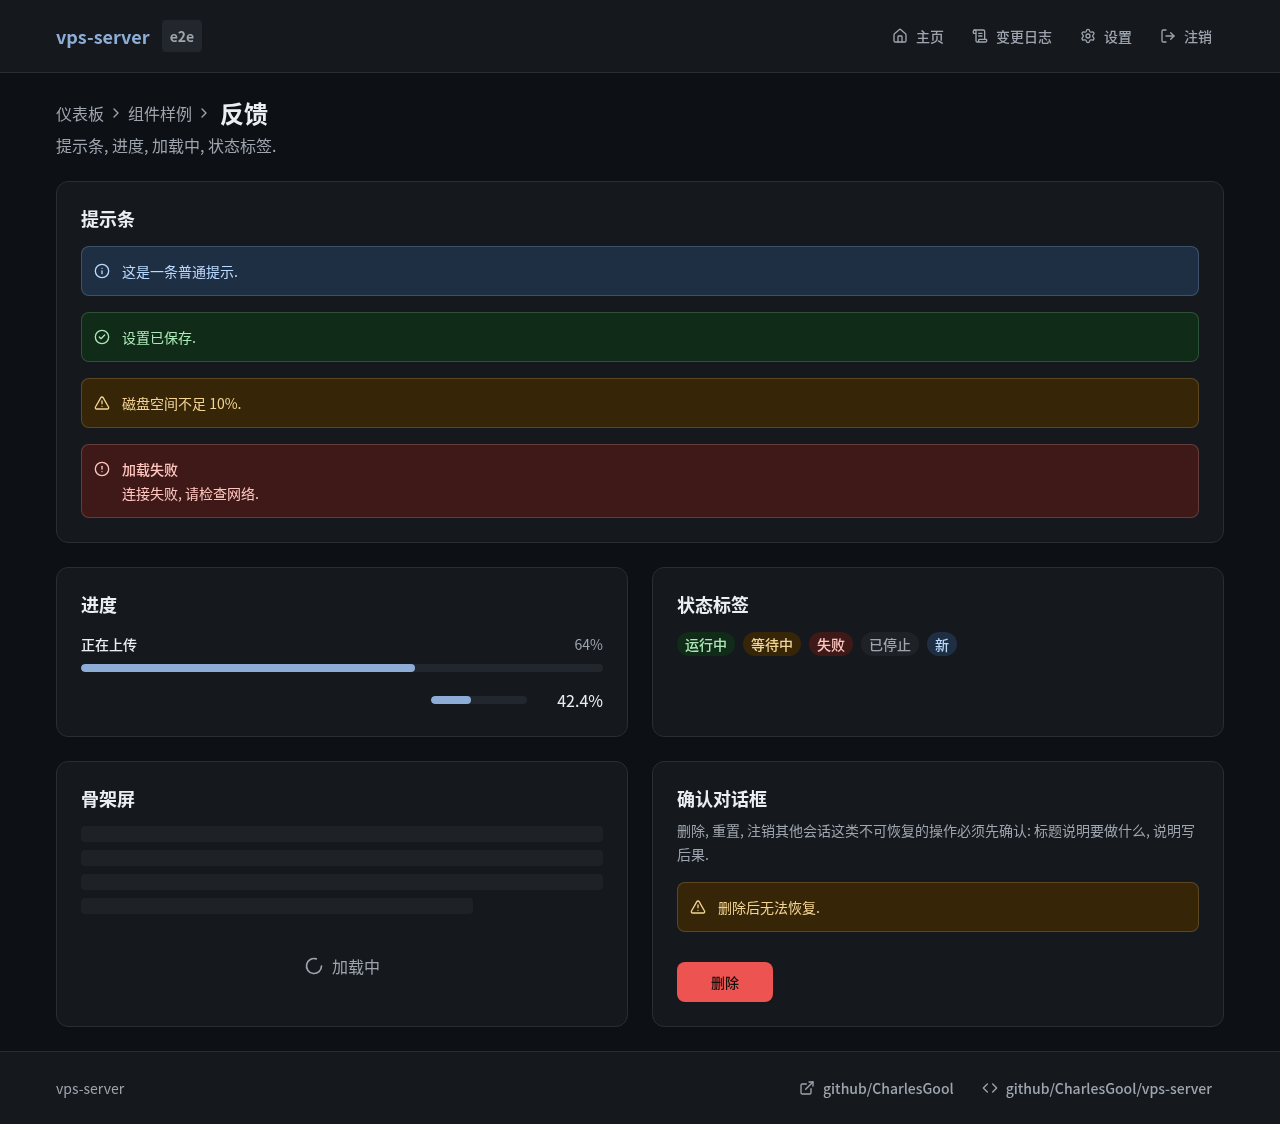 vps-server e2e 主页 变更日志 设置 注销
仪表板 组件样例 反馈
提示条, 进度, 加载中, 状态标签.
提示条
这是一条普通提示.
设置已保存.
磁盘空间不足 10%.
加载失败
连接失败, 请检查网络.
进度
正在上传 64%
42.4%
状态标签
运行中 等待中 失败 已停止 新
骨架屏
加载中
确认对话框
删除, 重置, 注销其他会话这类不可恢复的操作必须先确认: 标题说明要做什么, 说明写
后果.
删除后无法恢复.
删除
vps-server github/CharlesGool github/CharlesGool/vps-server